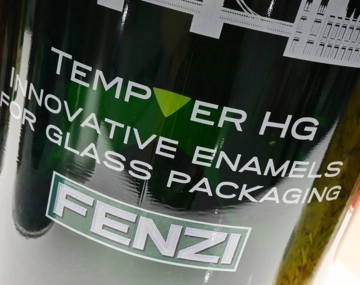 TEMPVER HG
INNOVATIVE ENAMELS
FOR GLASS PACKAGING
FENZI